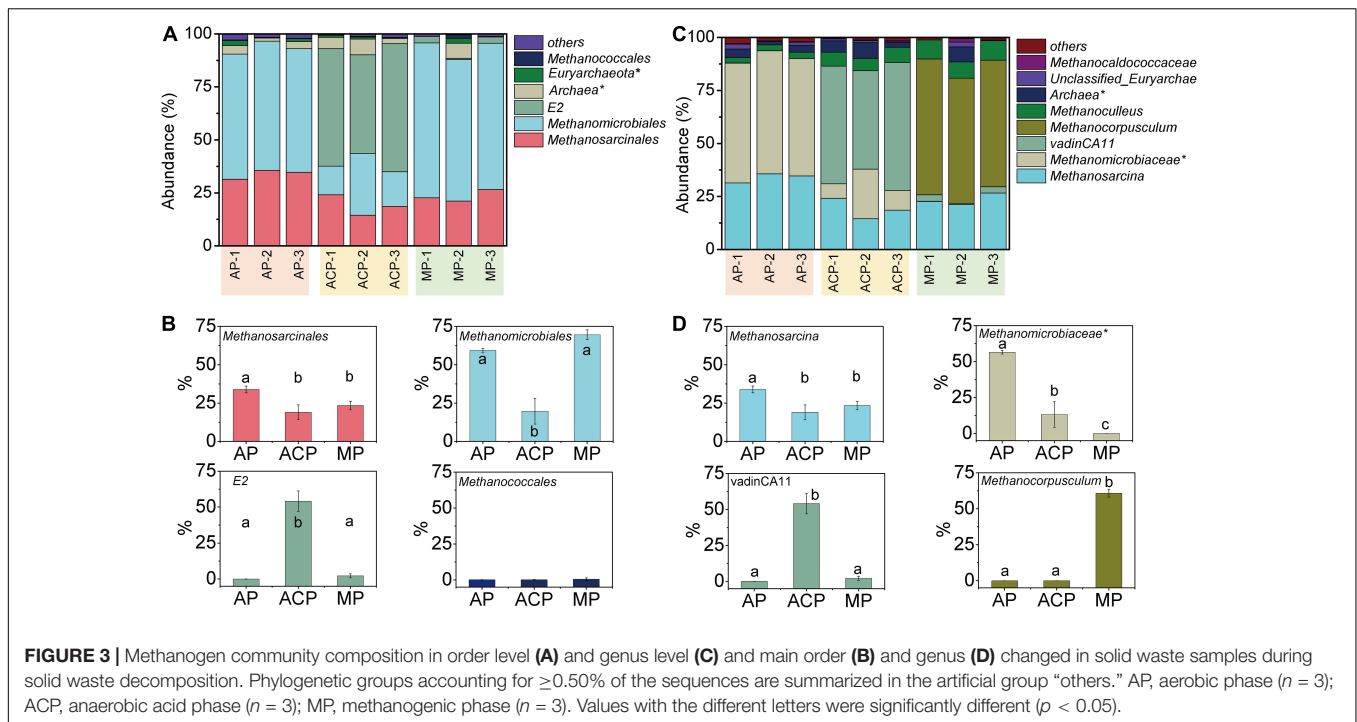 A
100
75
50
25
0
Abundance (%)
AP-1
AP-2
AP-3
ACP-1
ACP-2
ACP-3
MP-1
MP-2
MP-3
others
Methanococcales
Euryarchaeota*
Archaea*
E2
Methanomicrobiales
Methanosarcinales
C
100
75
50
25
0
Abundance (%)
AP-1
AP-2
AP-3
ACP-1
ACP-2
ACP-3
MP-1
MP-2
MP-3
others
Methanocaldococcaceae
Unclassified_Euryarchae
Archaea*
Methanoculleus
Methanocorpusculum
vadinCA11
Methanomicrobiaceae*
Methanosarcina
B
Methanosarcinales
75
50
25
0
%
a b b
AP ACP MP
Methanomicrobiales
75
50
25
0
%
a b a
AP ACP MP
E2
75
50
25
0
%
a b a
AP ACP MP
Methanococcales
75
50
25
0
%
AP ACP MP
D
Methanosarcina
75
50
25
0
%
a b b
AP ACP MP
Methanomicrobiaceae*
75
50
25
0
%
a b c
AP ACP MP
vadinCA11
75
50
25
0
%
a b a
AP ACP MP
Methanocorpusculum
75
50
25
0
%
a a b
AP ACP MP
FIGURE 3 | Methanogen community composition in order level (A) and genus level (C) and main order (B) and genus (D) changed in solid waste samples during
solid waste decomposition. Phylogenetic groups accounting for ≥0.50% of the sequences are summarized in the artificial group “others.” AP, aerobic phase (n = 3);
ACP, anaerobic acid phase (n = 3); MP, methanogenic phase (n = 3). Values with the different letters were significantly different (p < 0.05).